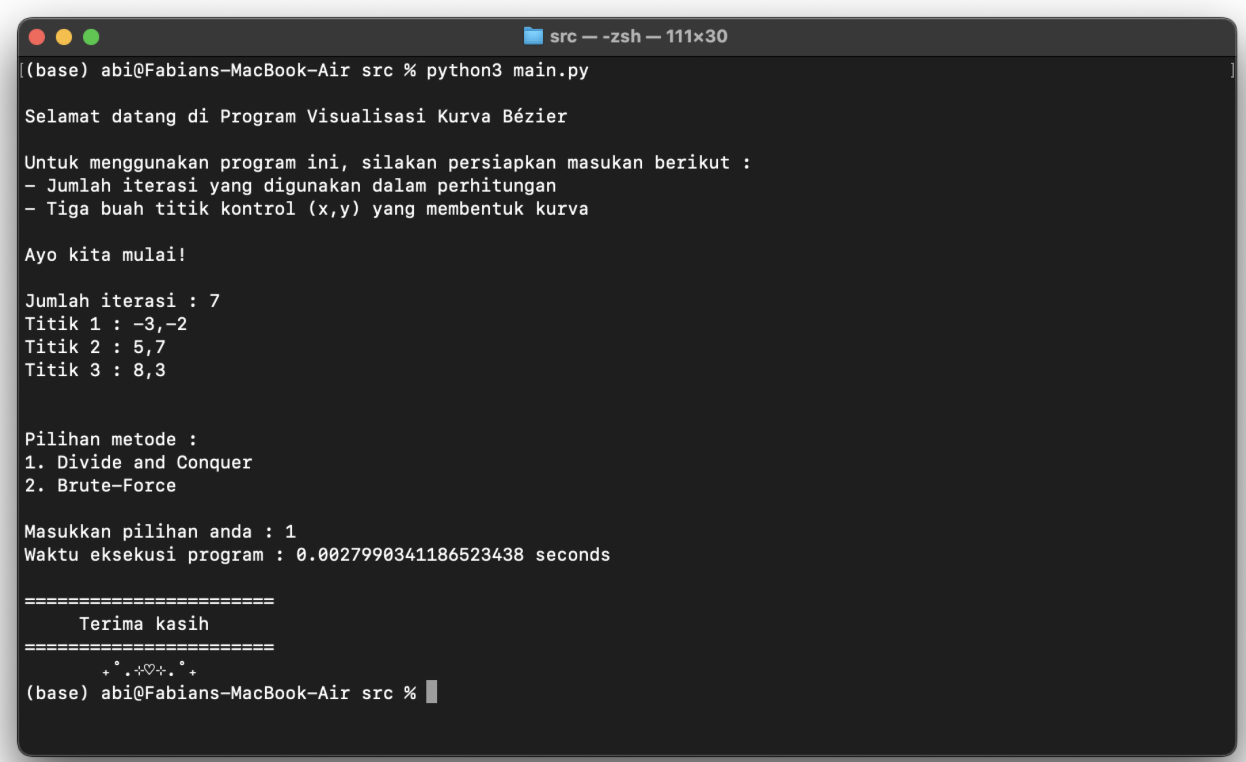 src — -zsh — 111×30
(base) abi@Fabians-MacBook-Air src % python3 main.py
Selamat datang di Program Visualisasi Kurva Bézier
Untuk menggunakan program ini, silakan persiapkan masukan berikut :
- Jumlah iterasi yang digunakan dalam perhitungan
- Tiga buah titik kontrol (x,y) yang membentuk kurva
Ayo kita mulai!
Jumlah iterasi : 7
Titik 1 : -3,-2
Titik 2 : 5,7
Titik 3 : 8,3
Pilihan metode :
1. Divide and Conquer
2. Brute-Force
Masukkan pilihan anda : 1
Waktu eksekusi program : 0.0027990341186523438 seconds
=======================
Terima kasih
=======================
₊˚.⊹♡⊹.˚₊
(base) abi@Fabians-MacBook-Air src %